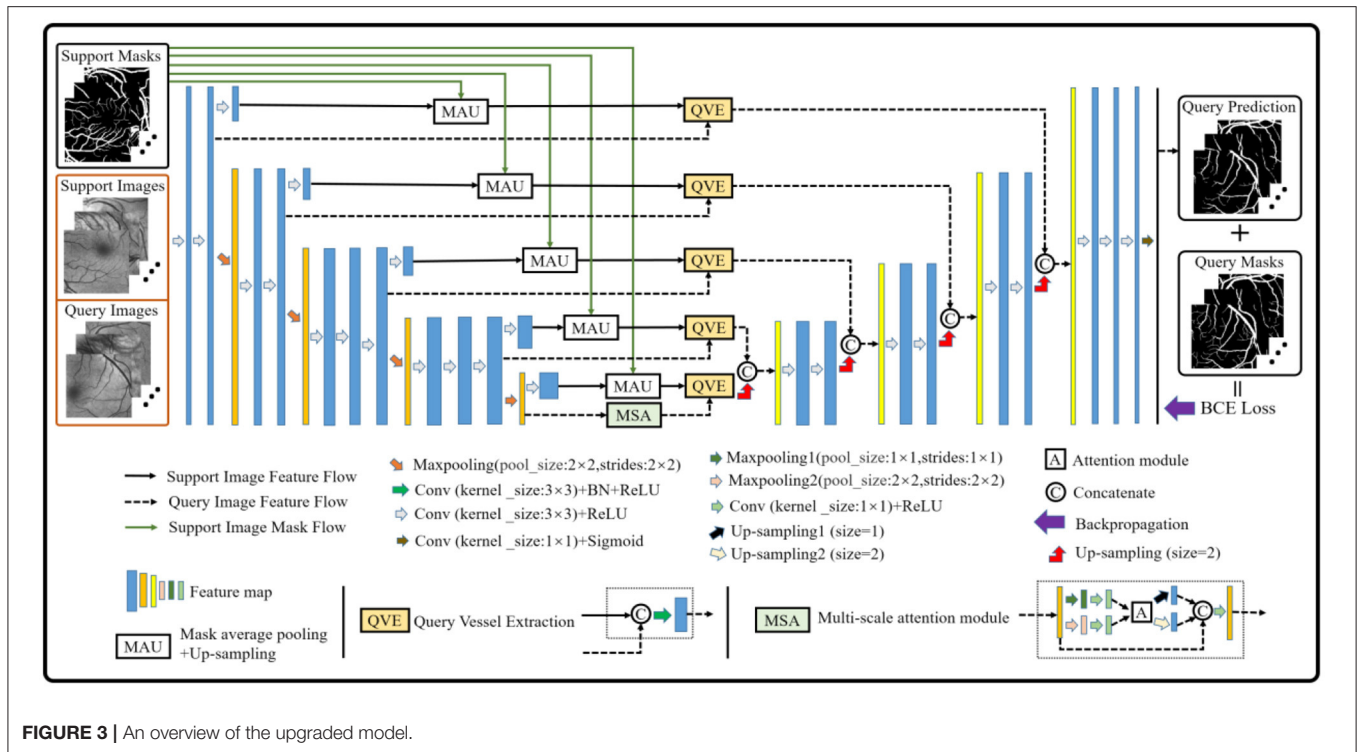 Support Masks
Support Images
Query Images
MAU
QVE
MAU
QVE
MAU
QVE
MAU
QVE
MAU
QVE
MSA
C
C
C
C
Query Prediction
+
Query Masks
=
BCE Loss
Support Image Feature Flow
Query Image Feature Flow
Support Image Mask Flow
Maxpooling(pool_size:2×2,strides:2×2)
Conv (kernel _size:3×3)+BN+ReLU
Conv (kernel _size:3×3)+ReLU
Conv (kernel _size:1×1)+Sigmoid
Maxpooling1(pool_size:1×1,strides:1×1)
Maxpooling2(pool_size:2×2,strides:2×2)
Conv (kernel _size:1×1)+ReLU
Up-sampling1 (size=1)
Up-sampling2 (size=2)
A Attention module
C Concatenate
Backpropagation
Up-sampling (size=2)
Feature map
MAU Mask average pooling
+Up-sampling
QVE Query Vessel Extraction
C
MSA Multi-scale attention module
A
C
FIGURE 3 | An overview of the upgraded model.